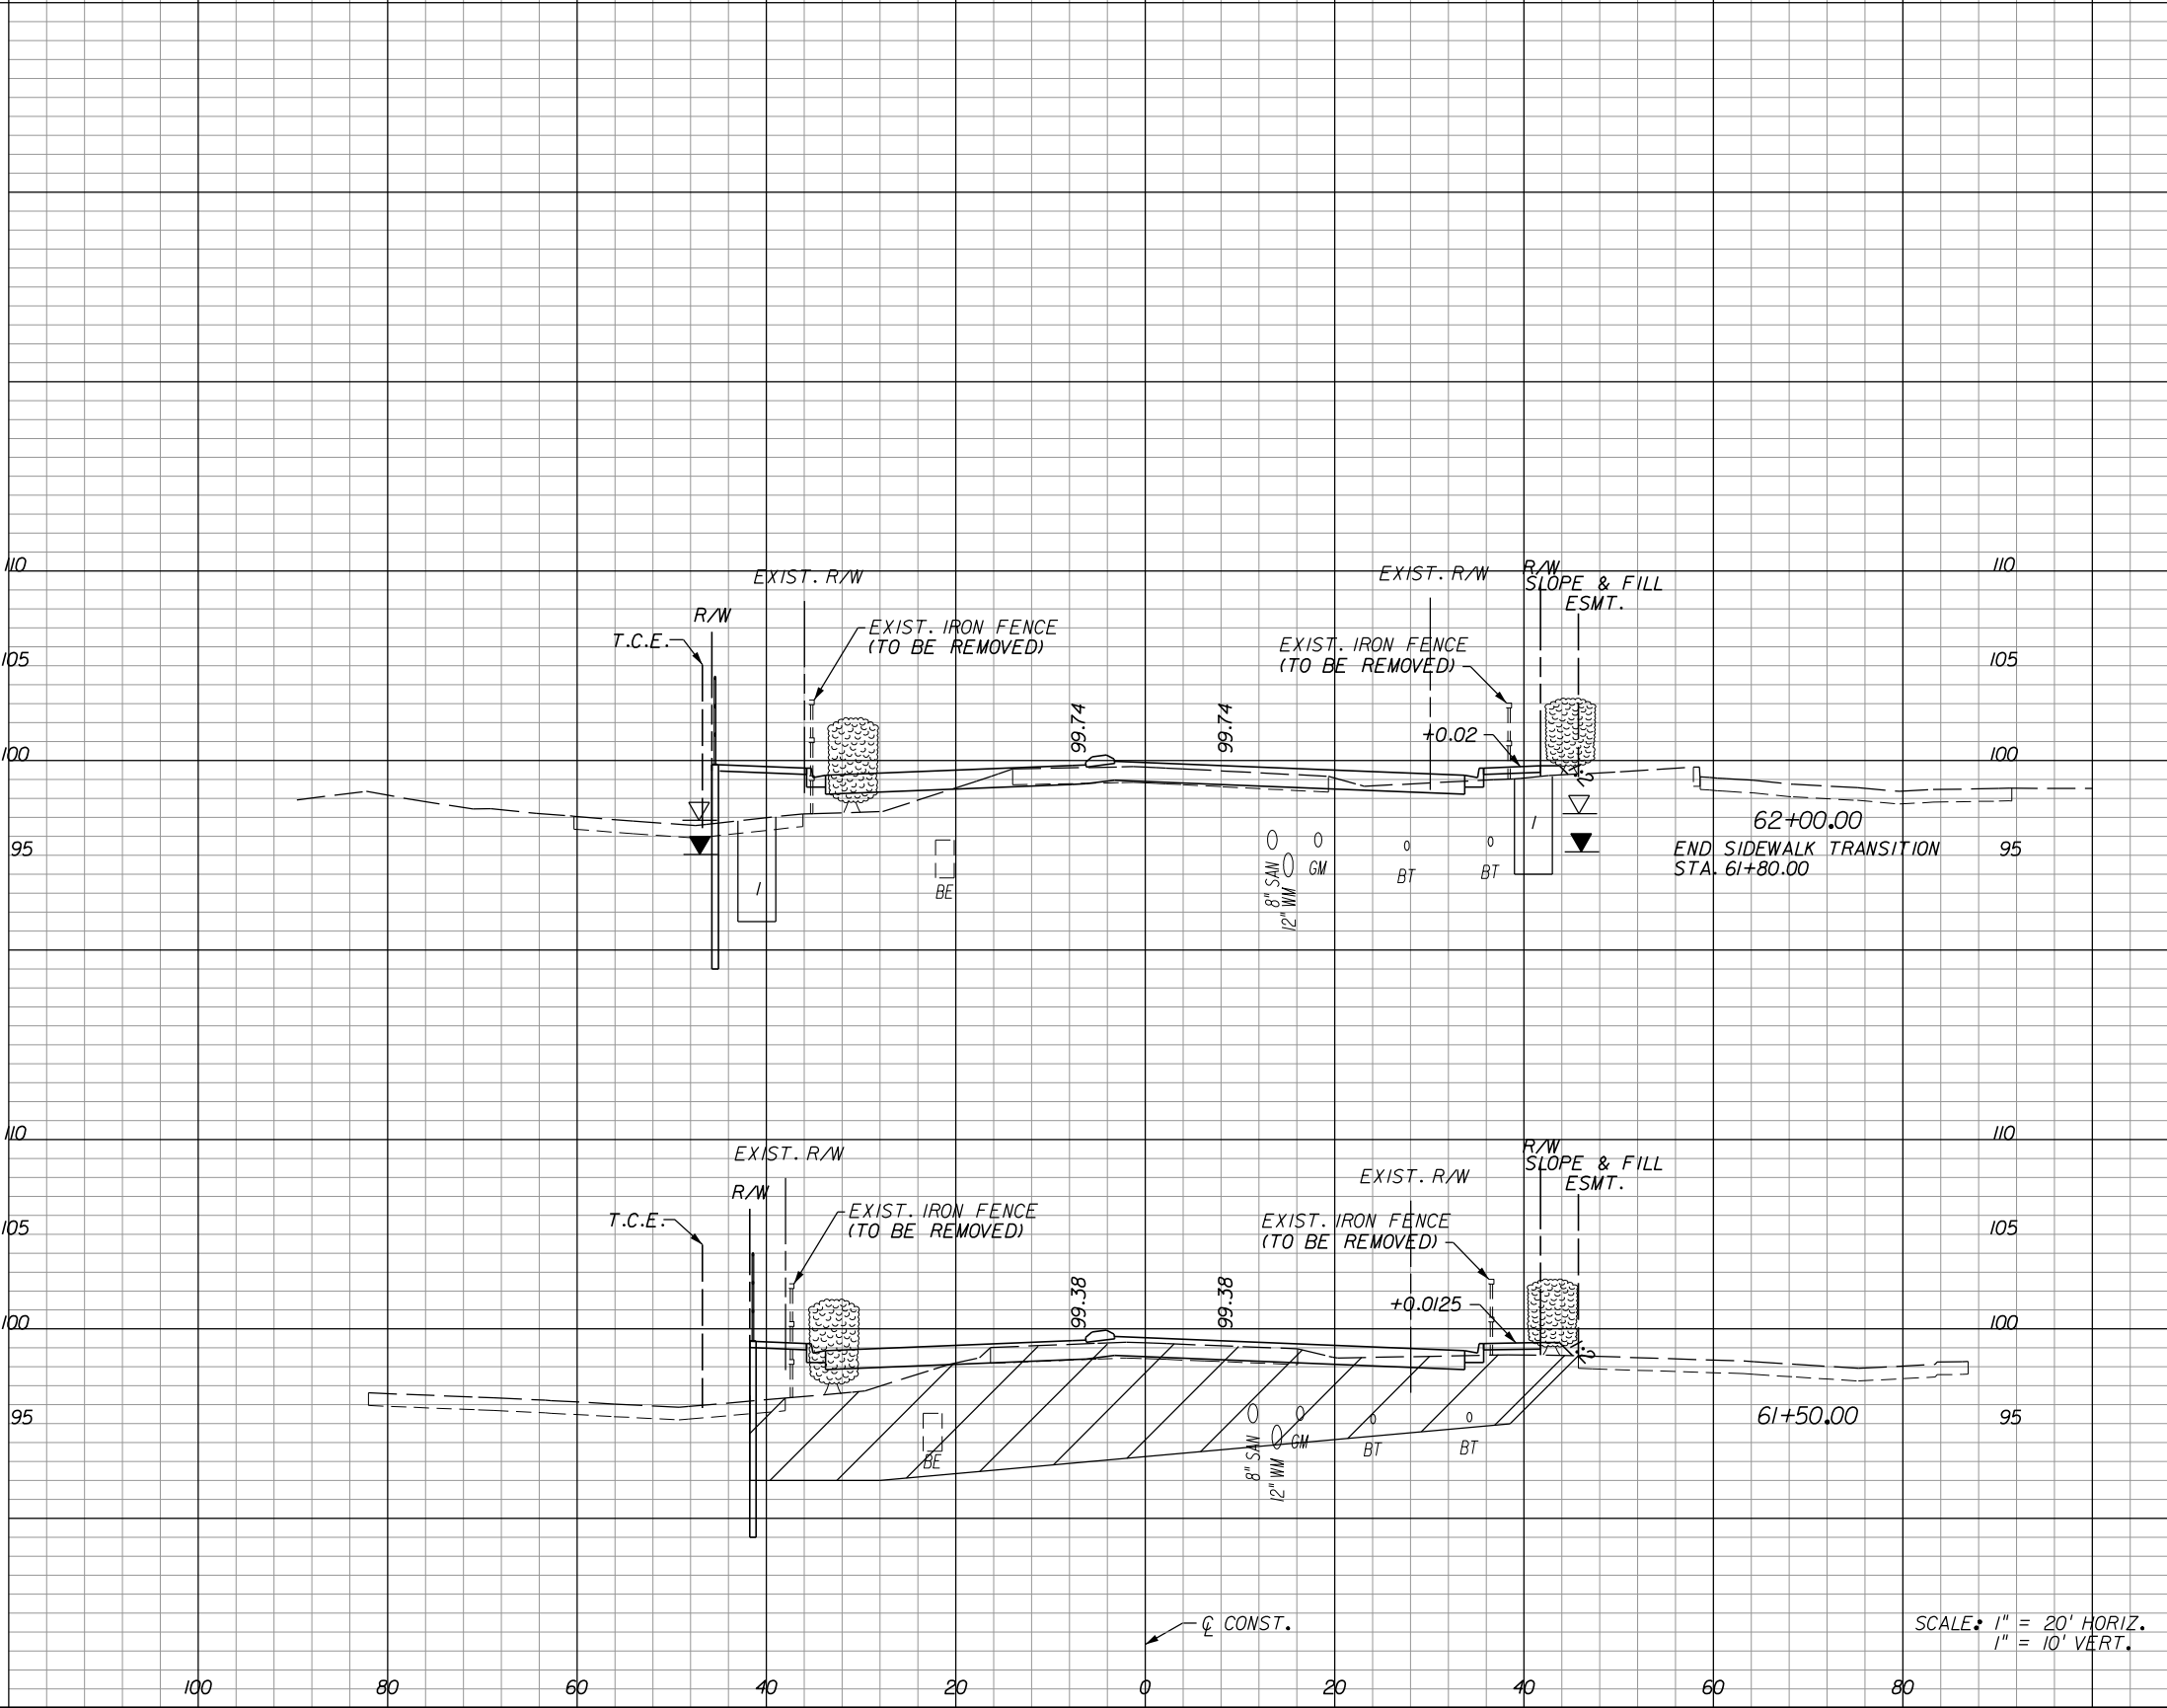 110
EXIST. R/W
EXIST. R/W
R/W
110
SLOPE & FILL
ESMT.
R/W
T.C.E.
EXIST. IRON FENCE
(TO BE REMOVED)
EXIST. IRON FENCE
(TO BE REMOVED)
105
105
99.74
99.74
+0.02
100
100
62+00.00
END SIDEWALK TRANSITION
STA. 61+80.00
95
95
1
BE
8" SAN
12" WM
GM
BT
BT
1
110
EXIST. R/W
R/W
110
SLOPE & FILL
ESMT.
EXIST. R/W
R/W
T.C.E.
EXIST. IRON FENCE
(TO BE REMOVED)
EXIST. IRON FENCE
(TO BE REMOVED)
105
105
99.38
99.38
+0.0125
100
100
61+50.00
95
95
BE
8" SAN
12" WM
GM
BT
BT
℄ CONST.
SCALE: 1" = 20' HORIZ.
1" = 10' VERT.
100 80 60 40 20 0 20 40 60 80